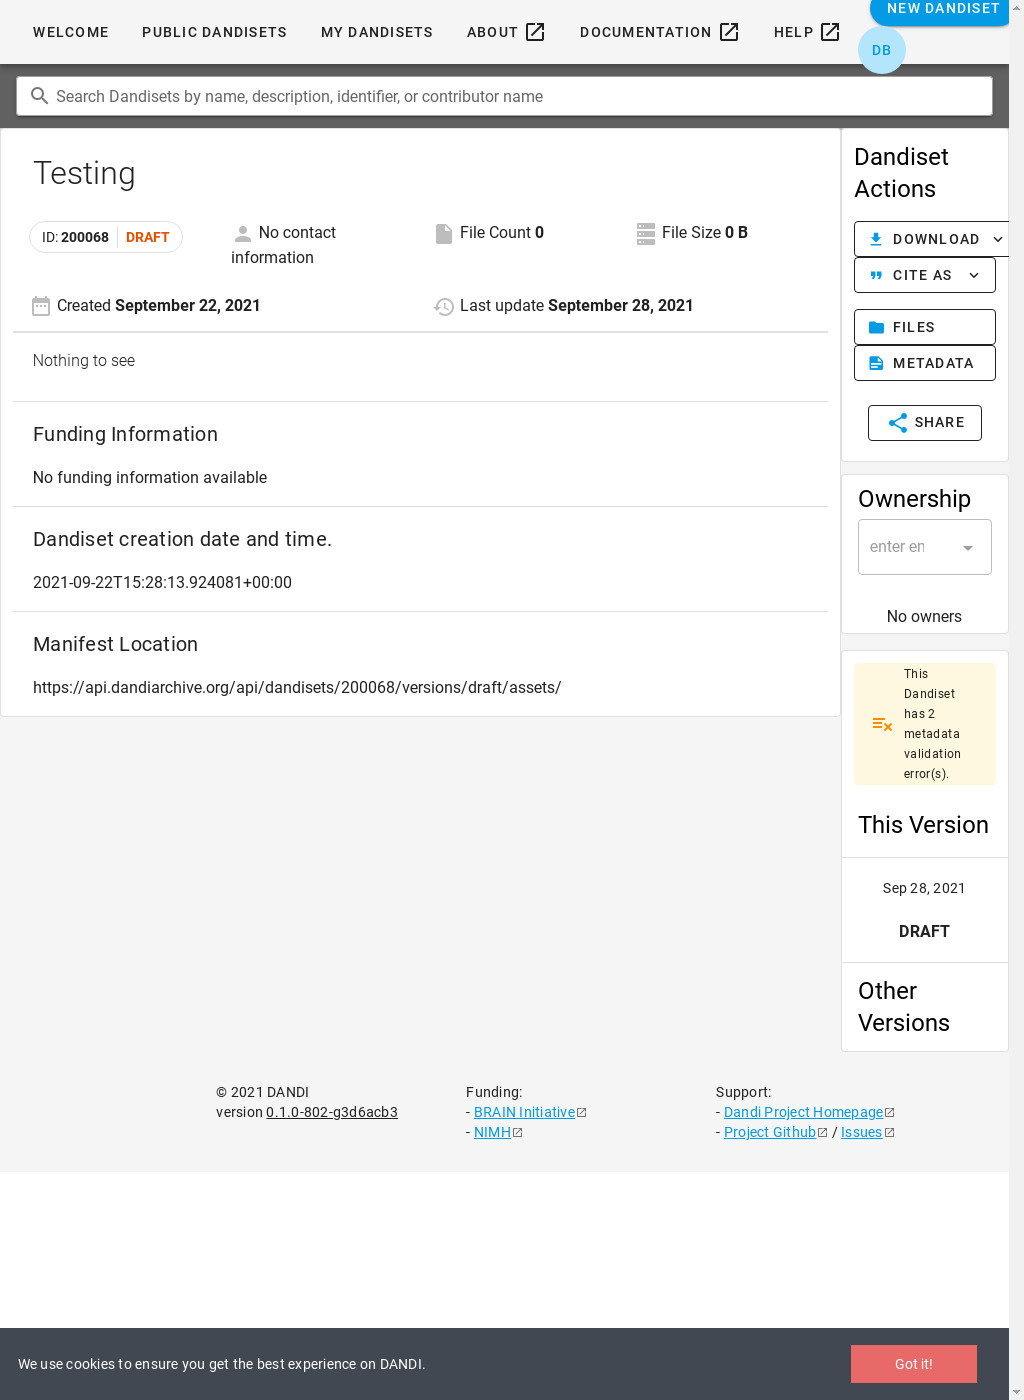 WELCOME PUBLIC DANDISETS MY DANDISETS ABOUT DOCUMENTATION HELP NEW DANDISET
DB
Search Dandisets by name, description, identifier, or contributor name
Testing
ID: 200068 DRAFT
No contact information
File Count 0
File Size 0 B
Created September 22, 2021
Last update September 28, 2021
Nothing to see
Funding Information
No funding information available
Dandiset creation date and time.
2021-09-22T15:28:13.924081+00:00
Manifest Location
https://api.dandiarchive.org/api/dandisets/200068/versions/draft/assets/
Dandiset
Actions
DOWNLOAD
CITE AS
FILES
METADATA
SHARE
Ownership
enter en
No owners
This
Dandiset
has 2
metadata
validation
error(s).
This Version
Sep 28, 2021
DRAFT
Other
Versions
© 2021 DANDI
version 0.1.0-802-g3d6acb3
Funding:
- BRAIN Initiative
- NIMH
Support:
- Dandi Project Homepage
- Project Github / Issues
We use cookies to ensure you get the best experience on DANDI.
Got it!